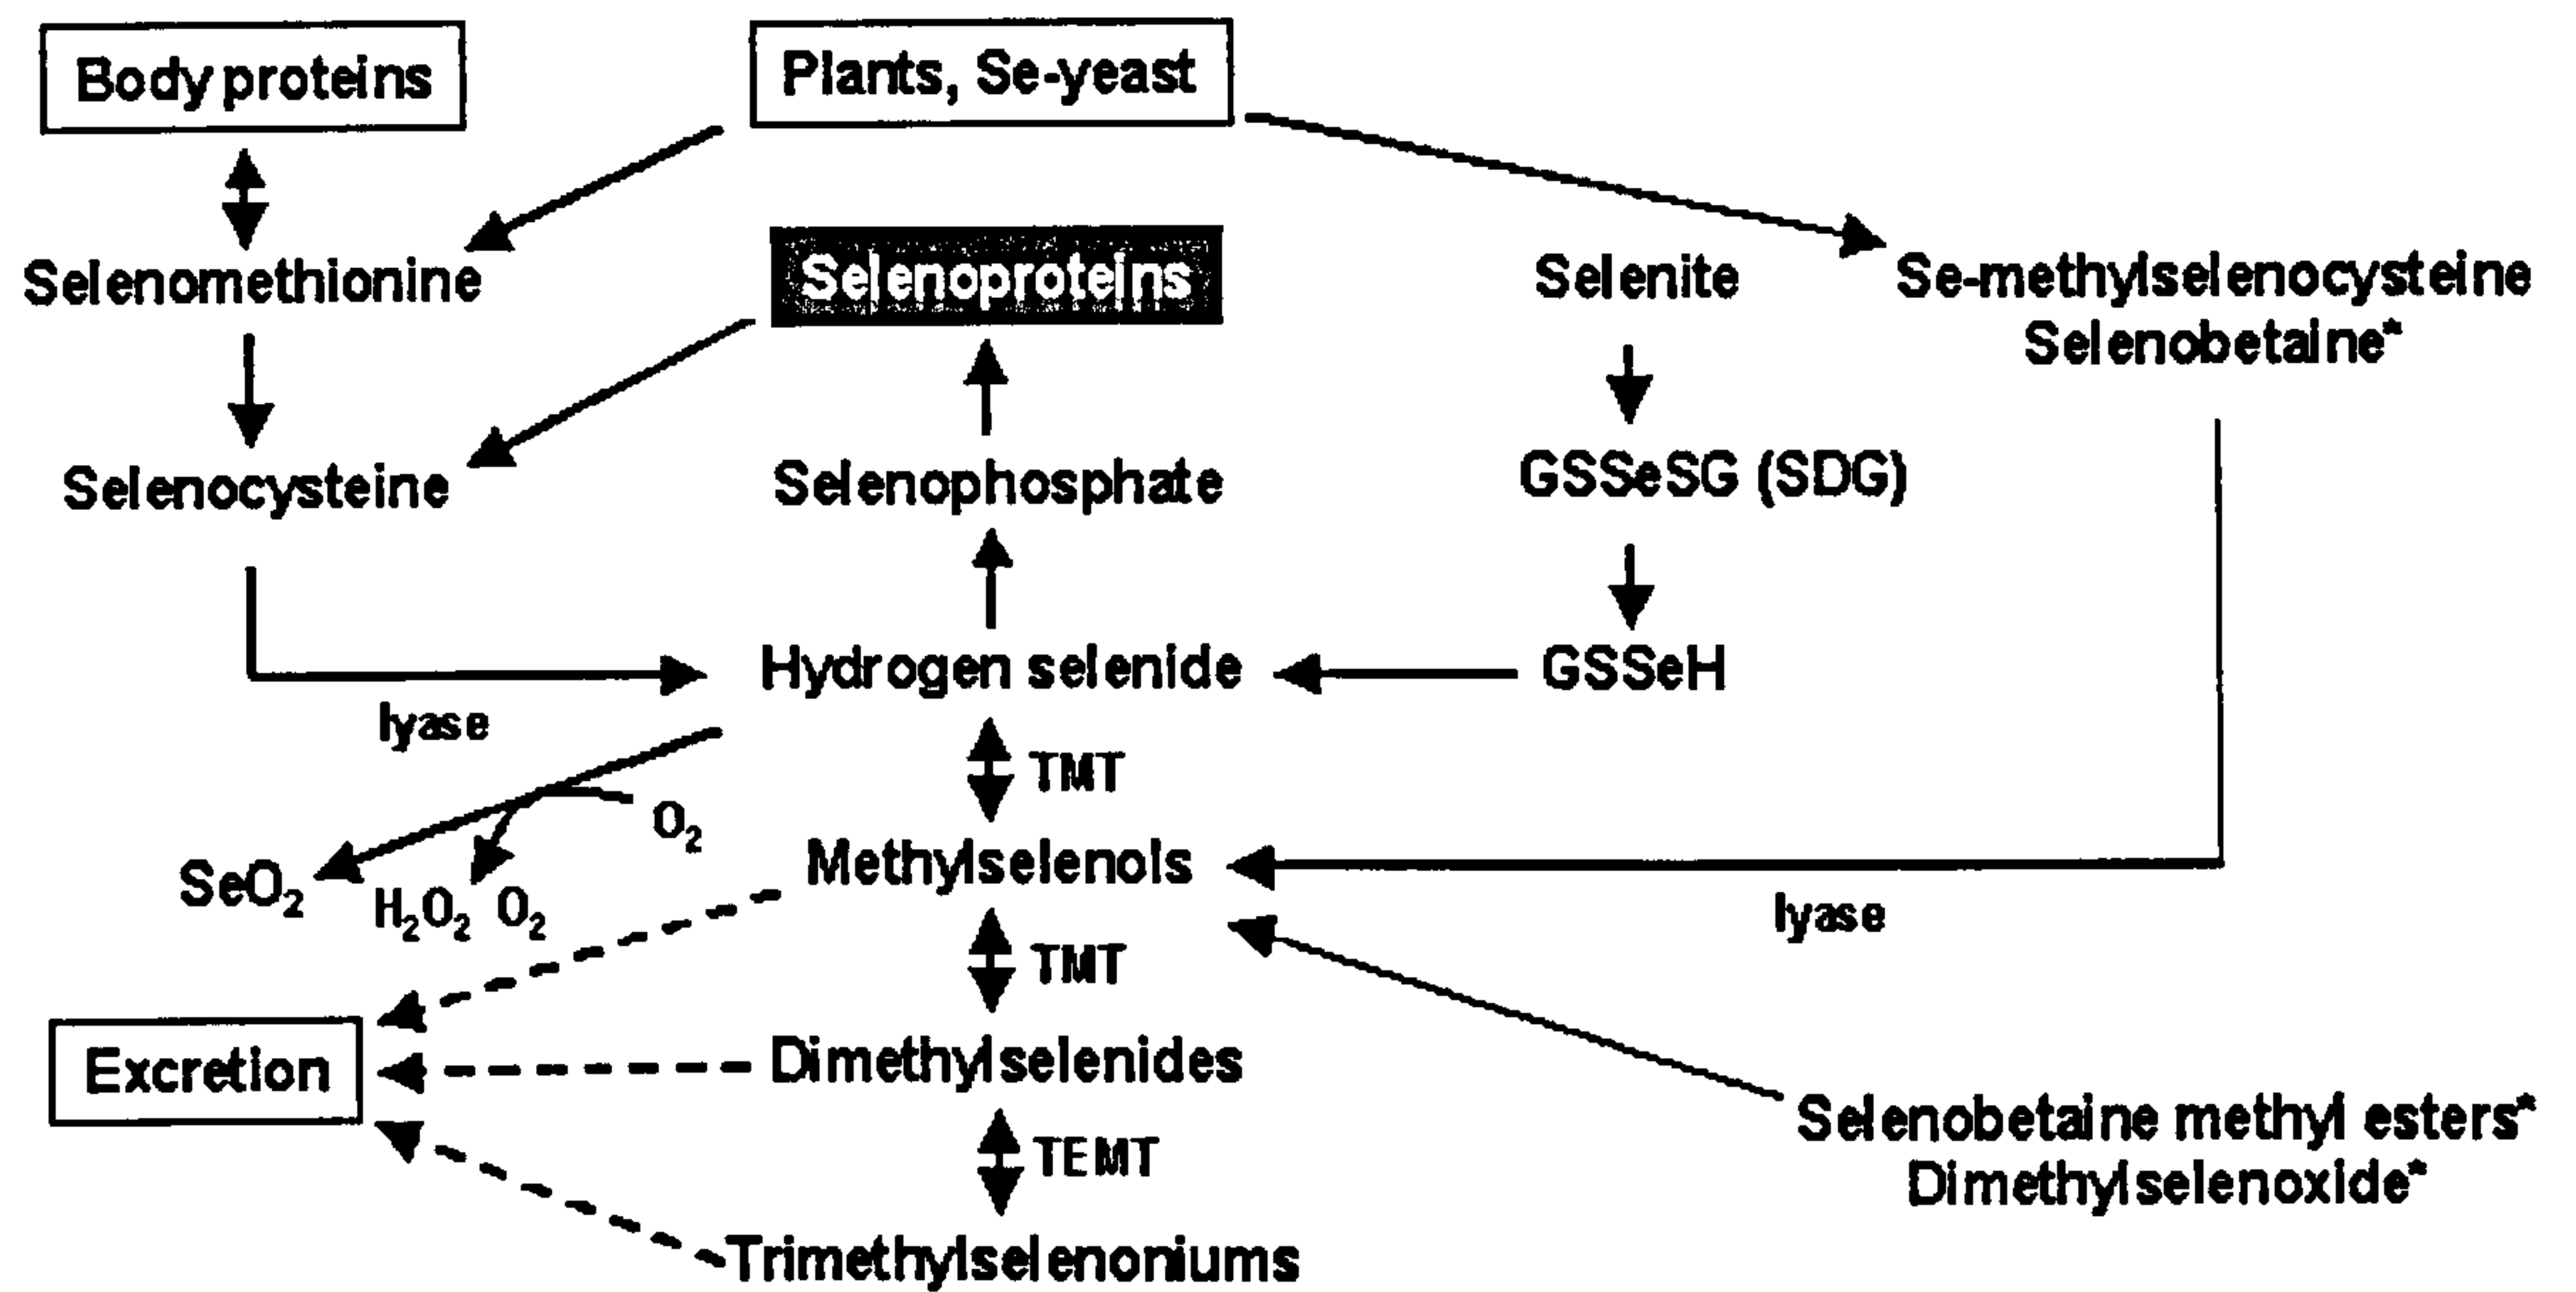 Body proteins
Plants, Se-yeast
Selenomethionine
Selenoproteins
Selenite
Se-methylselenocysteine
Selenobetaine*
Selenocysteine
Selenophosphate
GSSeSG (SDG)
Hydrogen selenide
GSSeH
lyase
TMT
O₂
SeO₂
H₂O₂ O₂
Methylselenols
lyase
TMT
Excretion
Dimethylselenides
Selenobetaine methyl esters*
Dimethylselenoxide*
TEMT
Trimethylselenoniums